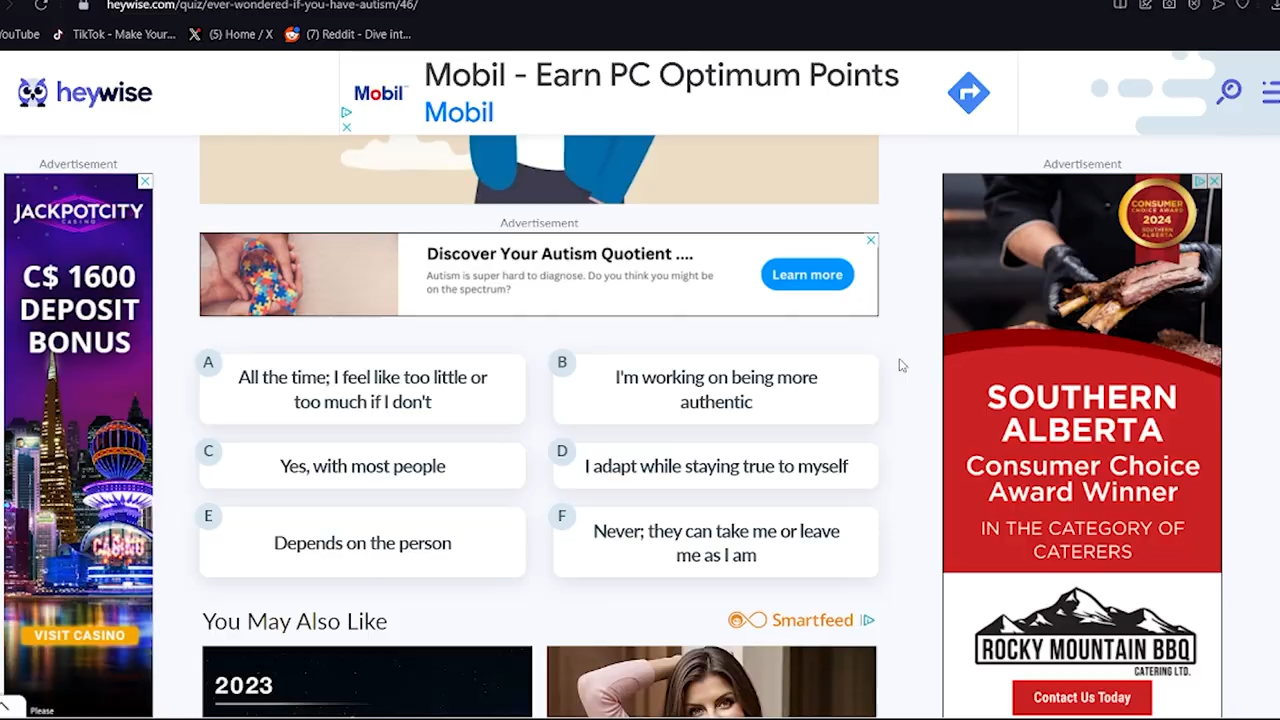 heywise.com/quiz/ever-wondered-if-you-have-autism/46/
YouTube
TikTok - Make Your...
(5) Home / X
(7) Reddit - Dive int...
heywise
Mobil
Mobil - Earn PC Optimum Points
Mobil
Advertisement
JACKPOTCITY
CASINO
C$ 1600
DEPOSIT
BONUS
CASINO
VISIT CASINO
Please
Advertisement
Discover Your Autism Quotient ....
Autism is super hard to diagnose. Do you think you might be
on the spectrum?
Learn more
A
All the time; I feel like too little or
too much if I don't
B
I'm working on being more
authentic
C
Yes, with most people
D
I adapt while staying true to myself
E
Depends on the person
F
Never; they can take me or leave
me as I am
You May Also Like
Smartfeed
2023
Advertisement
CONSUMER
CHOICE AWARD
2024
SOUTHERN
ALBERTA
SOUTHERN
ALBERTA
Consumer Choice
Award Winner
IN THE CATEGORY OF
CATERERS
ROCKY MOUNTAIN BBQ
CATERING LTD.
Contact Us Today